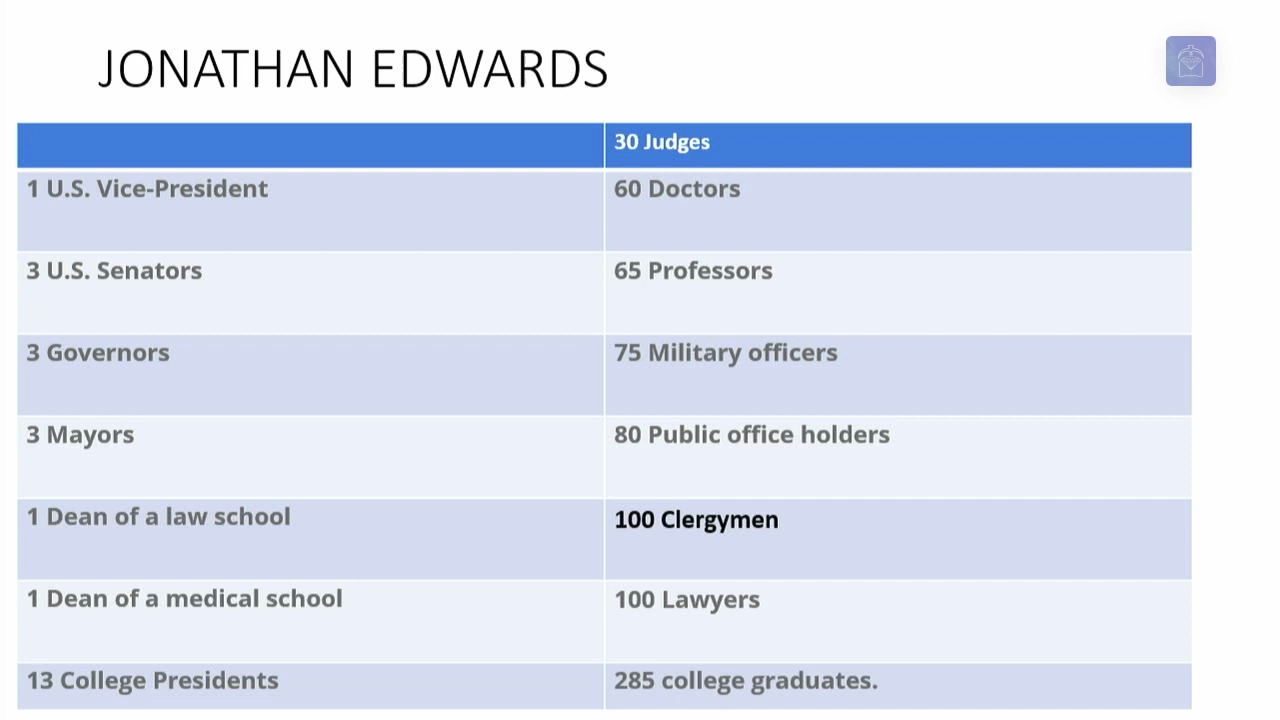 JONATHAN EDWARDS
30 Judges
1 U.S. Vice-President
60 Doctors
3 U.S. Senators
65 Professors
3 Governors
75 Military officers
3 Mayors
80 Public office holders
1 Dean of a law school
100 Clergymen
1 Dean of a medical school
100 Lawyers
13 College Presidents
285 college graduates.